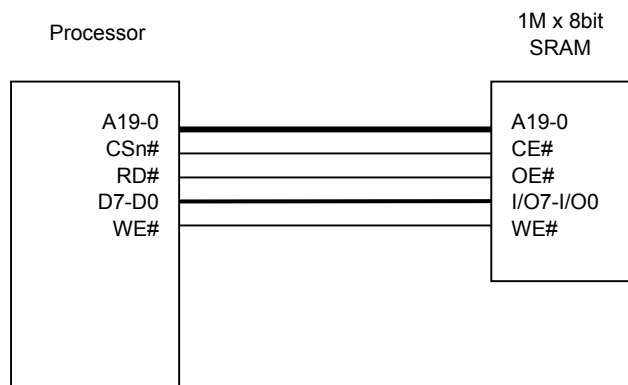 Processor
1M x 8bit
SRAM
A19-0
CSn#
RD#
D7-D0
WE#
A19-0
CE#
OE#
I/O7-I/O0
WE#